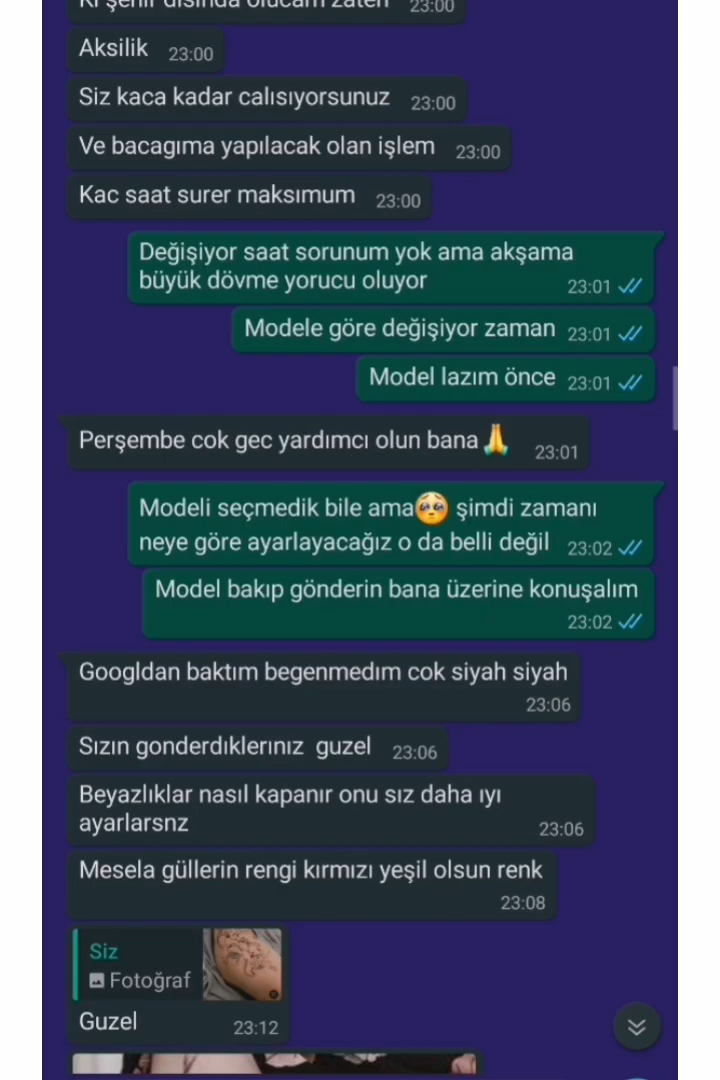 Ki şehir dısında olucam zaten 23:00
Aksilik 23:00
Siz kaca kadar calısıyorsunuz 23:00
Ve bacagıma yapılacak olan işlem 23:00
Kac saat surer maksımum 23:00
Değişiyor saat sorunum yok ama akşama
büyük dövme yorucu oluyor 23:01
Modele göre değişiyor zaman 23:01
Model lazım önce 23:01
Perşembe cok gec yardımcı olun bana🙏 23:01
Modeli seçmedik bile ama🥹 şimdi zamanı
neye göre ayarlayacağız o da belli değil 23:02
Model bakıp gönderin bana üzerine konuşalım
23:02
Googldan baktım begenmedım cok siyah siyah
23:06
Sızın gonderdıklerınız guzel 23:06
Beyazlıklar nasıl kapanır onu sız daha ıyı
ayarlarsnz 23:06
Mesela güllerin rengi kırmızı yeşil olsun renk
23:08
Siz
Fotoğraf
Guzel 23:12